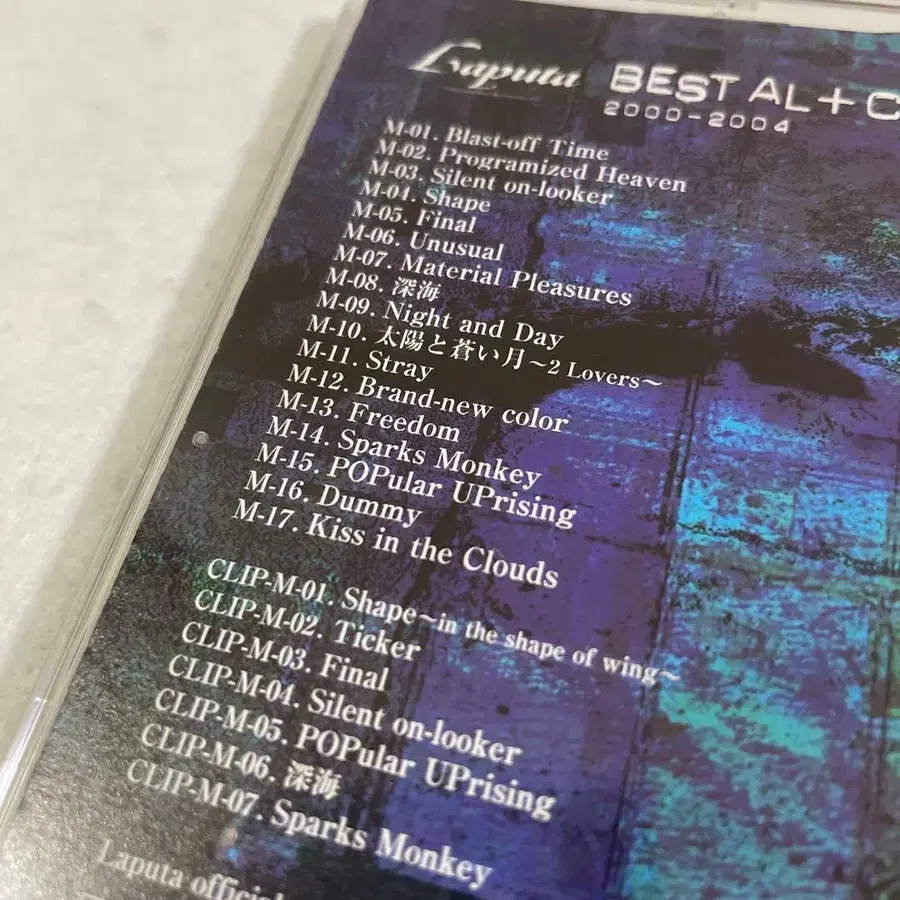 Laputa BEST AL+C
2000-2004
M-01. Blast-off Time
M-02. Programized Heaven
M-03. Silent on-looker
M-04. Shape
M-05. Final
M-06. Unusual
M-07. Material Pleasures
M-08. 深海
M-09. Night and Day
M-10. 太陽と蒼い月〜2 Lovers〜
M-11. Stray
M-12. Brand-new color
M-13. Freedom
M-14. Sparks Monkey
M-15. POPular UPrising
M-16. Dummy
M-17. Kiss in the Clouds
CLIP-M-01. Shape〜in the shape of wing〜
CLIP-M-02. Ticker
CLIP-M-03. Final
CLIP-M-04. Silent on-looker
CLIP-M-05. POPular UPrising
CLIP-M-06. 深海
CLIP-M-07. Sparks Monkey
Laputa official